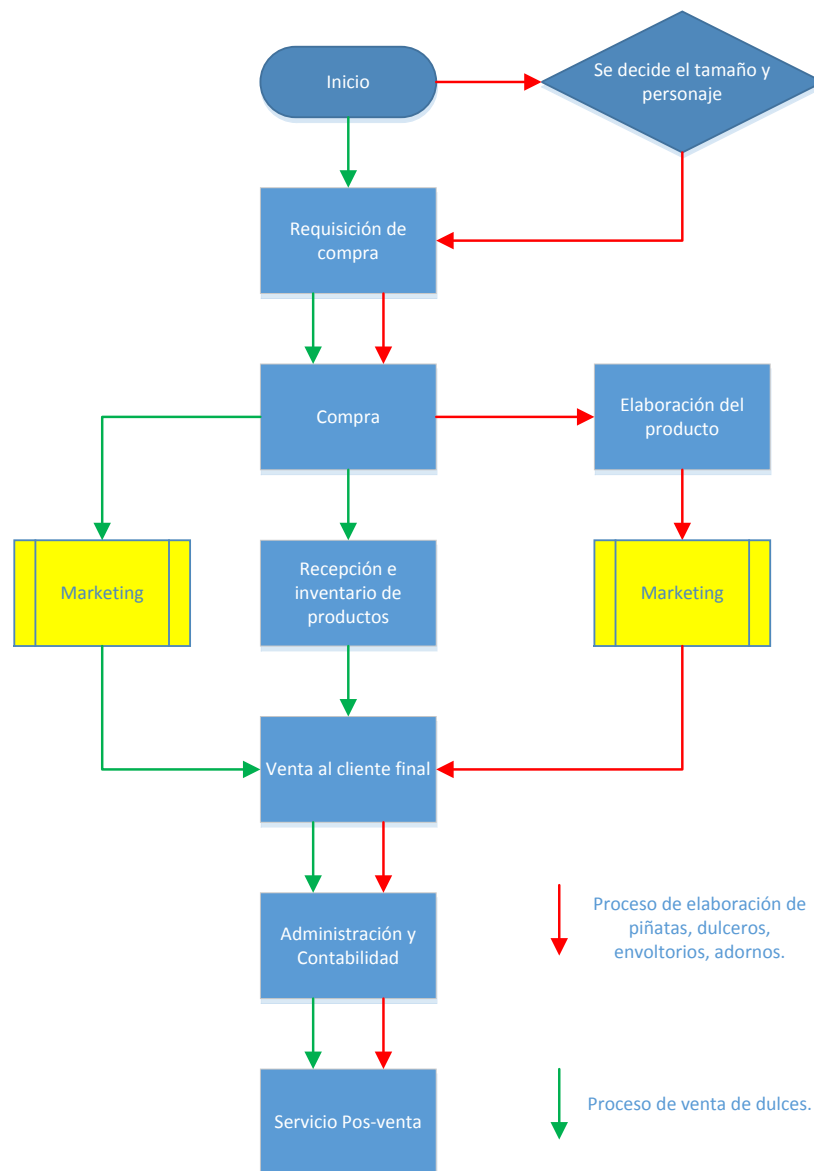 Inicio
Se decide el tamaño y
personaje
Requisición de
compra
Compra
Elaboración del
producto
Marketing
Recepción e
inventario de
productos
Marketing
Venta al cliente final
Administración y
Contabilidad
Proceso de elaboración de
piñatas, dulceros,
envoltorios, adornos.
Servicio Pos-venta
Proceso de venta de dulces.